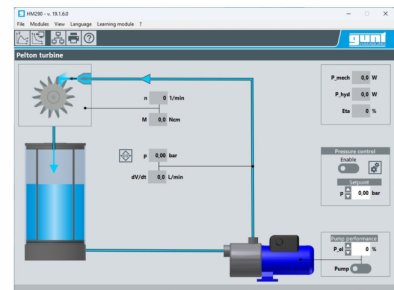 HM290 - v. 19.1.6.0
File Modules View Language Learning module ?
gunt
Pelton turbine
n 0 1/min
M 0,0 Ncm
p 0,00 bar
dV/dt 0,0 L/min
P_mech 0,0 W
P_hyd 0,0 W
Eta 0 %
Pressure control
Enable
Setpoint
p 0,00 bar
Pump performance
P_el 0 %
Pump